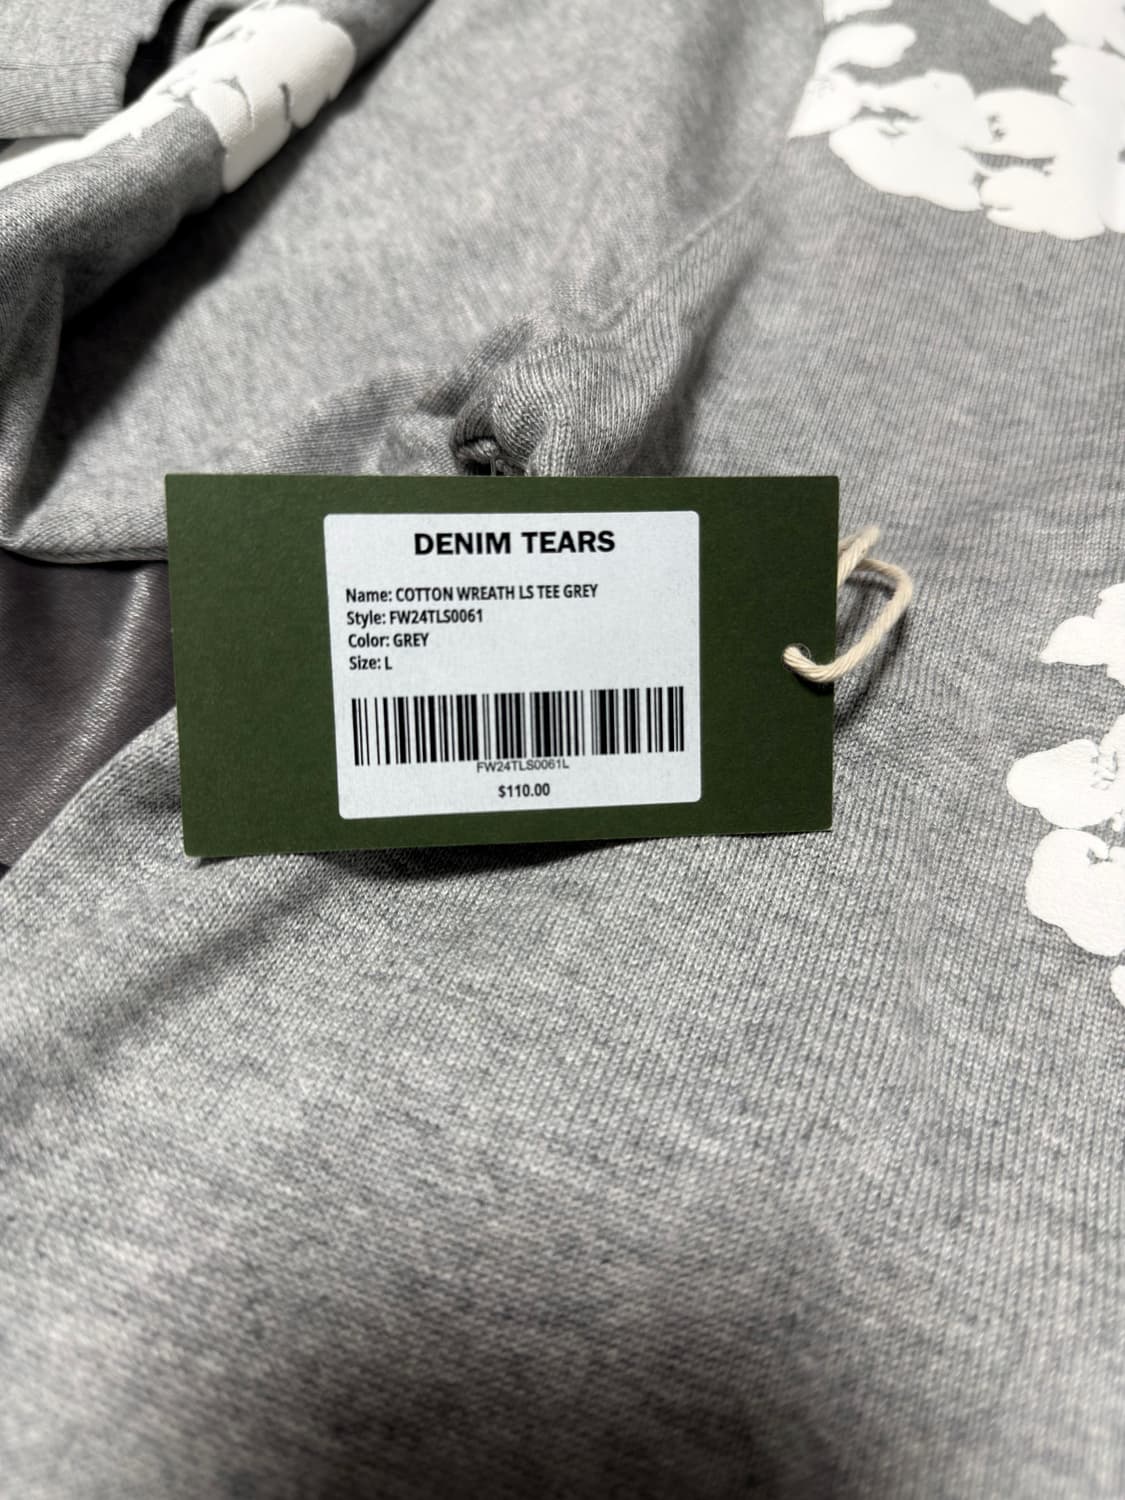 DENIM TEARS
Name: COTTON WREATH LS TEE GREY
Style: FW24TLS0061
Color: GREY
Size: L
FW24TLS0061L
$110.00